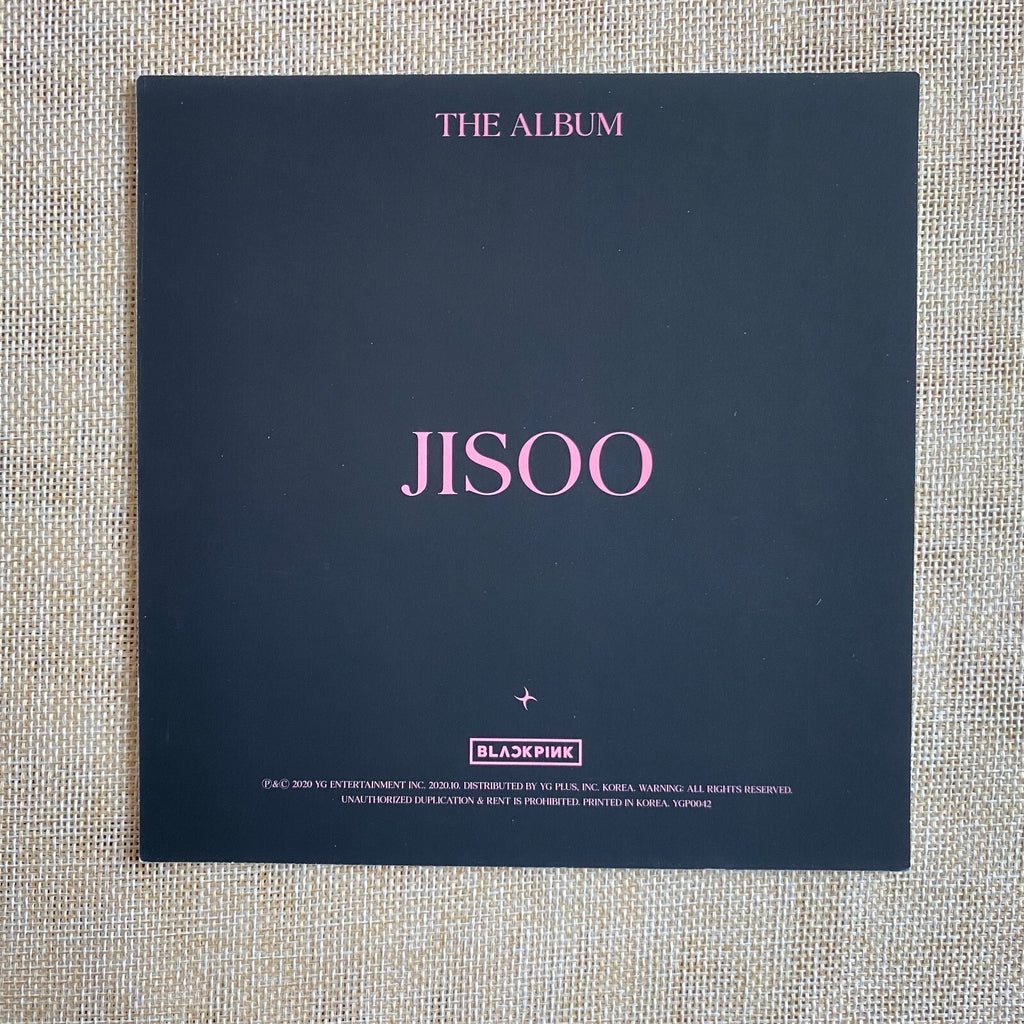 THE ALBUM
JISOO
BLACKPINK
Ⓟ&Ⓒ 2020 YG ENTERTAINMENT INC. 2020.10. DISTRIBUTED BY YG PLUS, INC. KOREA. WARNING: ALL RIGHTS RESERVED.
UNAUTHORIZED DUPLICATION & RENT IS PROHIBITED. PRINTED IN KOREA. YGP0042